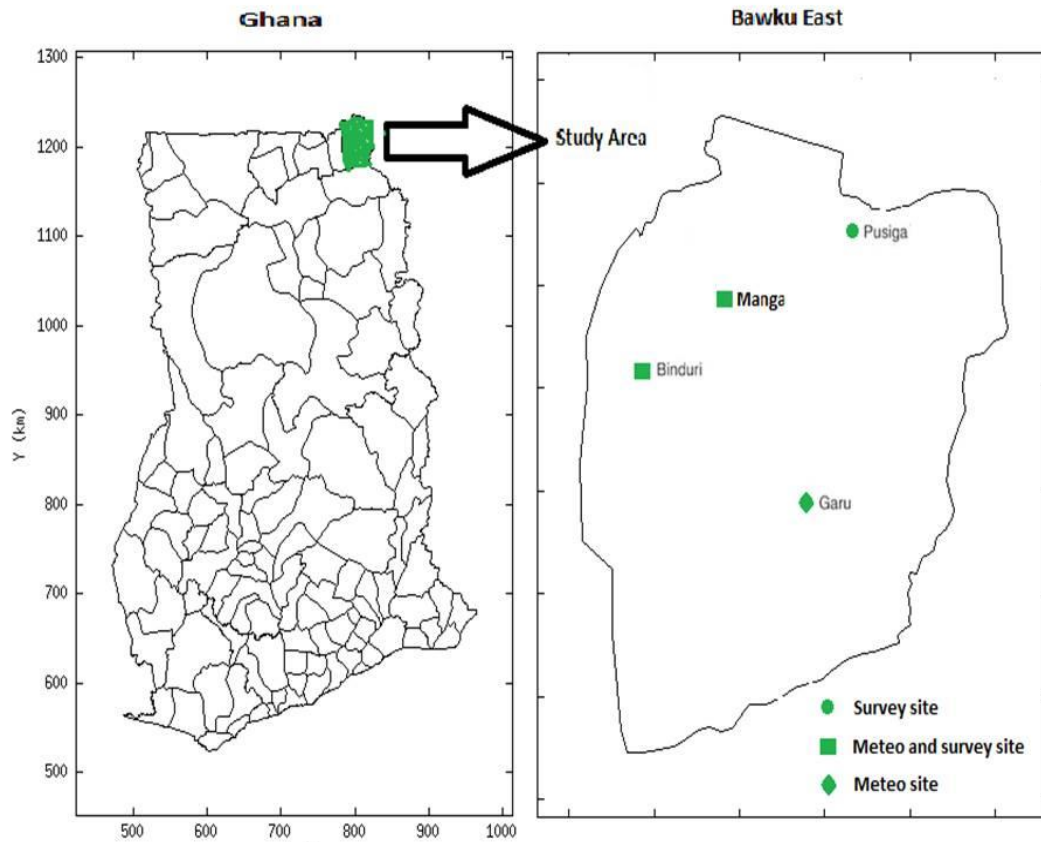 Ghana
Bawku East
1300
1200
1100
1000
900
800
700
600
500
Y (km)
500 600 700 800 900 1000
Study Area
Pusiga
Manga
Binduri
Garu
Survey site
Meteo and survey site
Meteo site